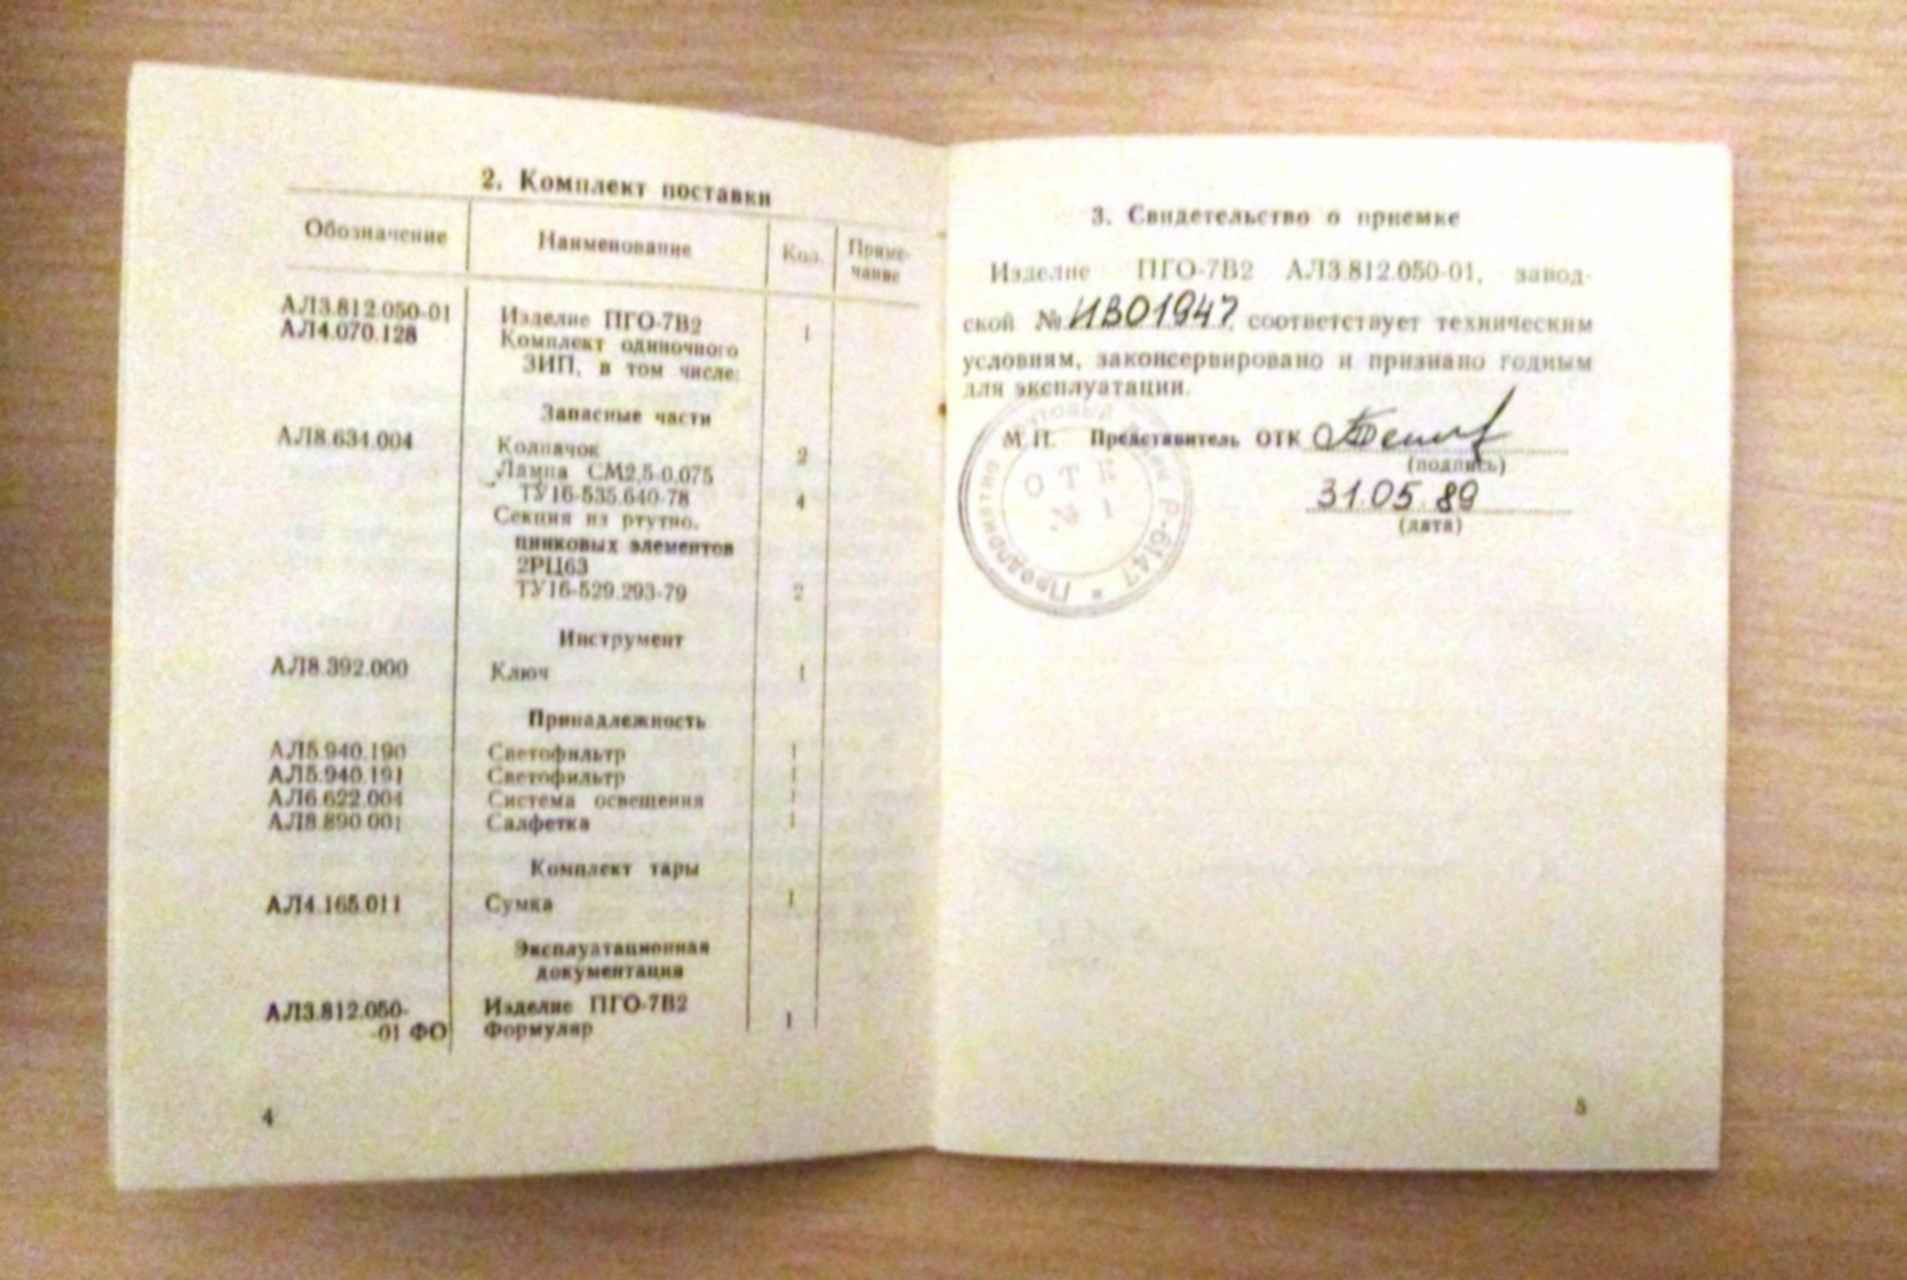 2. Комплект поставки
Обозначение Наименование Кол. Приме-
чание
АЛ3.812.050-01 Изделие ПГО-7В2 1
АЛ4.070.128 Комплект одиночного
ЗИП, в том числе:
Запасные части
АЛ8.634.004 Колпачок 2
Лампа СМ2,5-0,075
ТУ16-535.640-78 4
Секция из ртутно-
цинковых элементов
2РЦ63
ТУ16-529.293-79 2
Инструмент
АЛ8.392.000 Ключ 1
Принадлежность
АЛ5.940.190 Светофильтр 1
АЛ5.940.191 Светофильтр 1
АЛ6.622.004 Система освещения 1
АЛ8.890.001 Салфетка 1
Комплект тары
АЛ4.165.011 Сумка 1
Эксплуатационная
документация
АЛ3.812.050- Изделие ПГО-7В2
-01 ФО Формуляр 1
4
3. Свидетельство о приемке
Изделие ПГО-7В2 АЛ3.812.050-01, завод-
ской № ИВ01947, соответствует техническим
условиям, законсервировано и признано годным
для эксплуатации.
М.П. Представитель ОТК
(подпись)
31.05.89
(дата)
Предприятие Р-6147
ОТК
№ 1
5